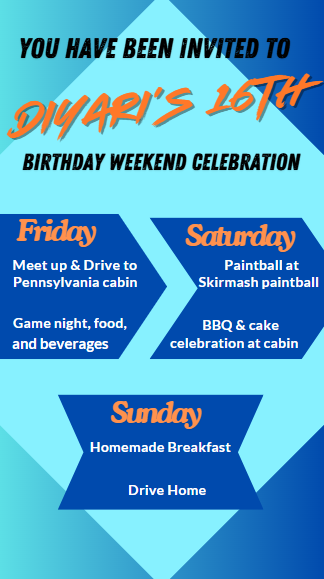 YOU HAVE BEEN INVITED TO
DIYARI'S 16TH
BIRTHDAY WEEKEND CELEBRATION
Friday
Meet up & Drive to
Pennsylvania cabin
Game night, food,
and beverages
Saturday
Paintball at
Skirmash paintball
BBQ & cake
celebration at cabin
Sunday
Homemade Breakfast
Drive Home